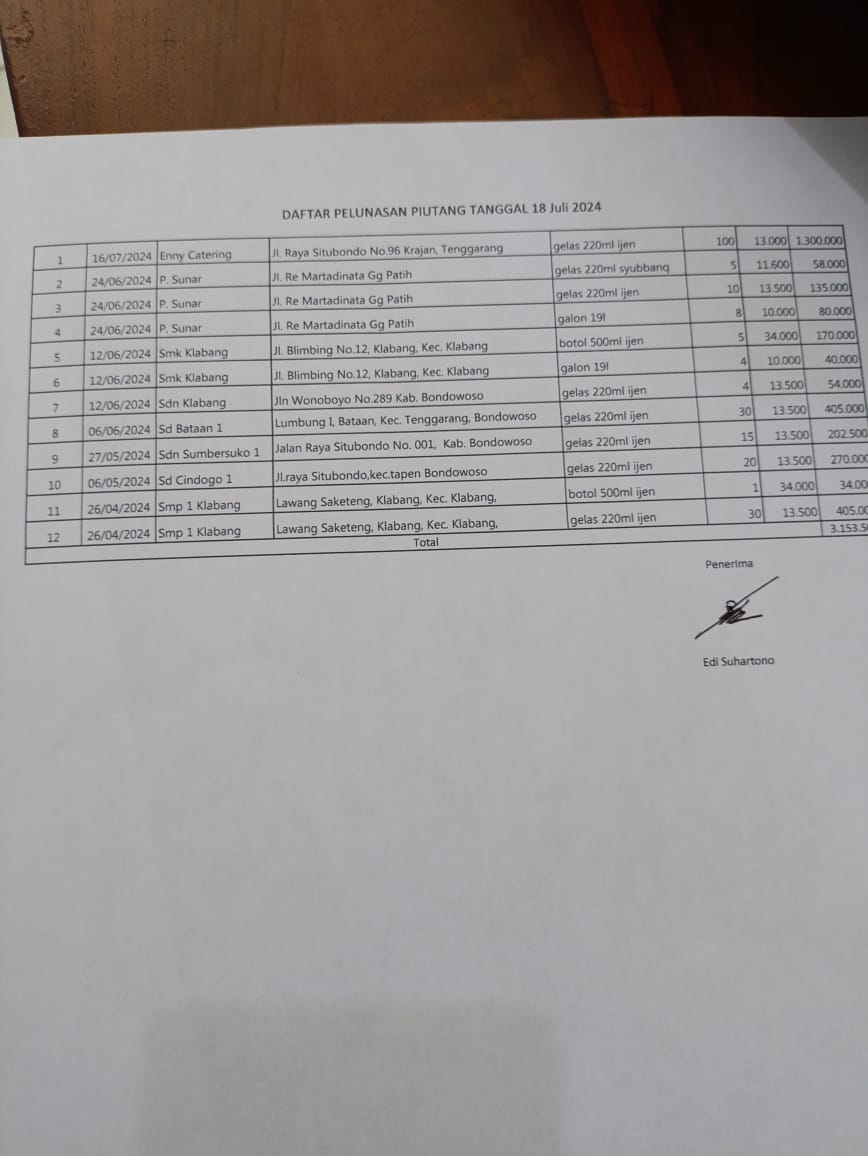 DAFTAR PELUNASAN PIUTANG TANGGAL 18 Juli 2024
1 16/07/2024 Enny Catering Jl. Raya Situbondo No.96 Krajan, Tenggarang gelas 220ml ijen 100 13.000 1.300.000
2 24/06/2024 P. Sunar Jl. Re Martadinata Gg Patih gelas 220ml syubbanq 5 11.600 58.000
3 24/06/2024 P. Sunar Jl. Re Martadinata Gg Patih gelas 220ml ijen 10 13.500 135.000
4 24/06/2024 P. Sunar Jl. Re Martadinata Gg Patih galon 19l 8 10.000 80.000
5 12/06/2024 Smk Klabang Jl. Blimbing No.12, Klabang, Kec. Klabang botol 500ml ijen 5 34.000 170.000
6 12/06/2024 Smk Klabang Jl. Blimbing No.12, Klabang, Kec. Klabang galon 19l 4 10.000 40.000
7 12/06/2024 Sdn Klabang Jln Wonoboyo No.289 Kab. Bondowoso gelas 220ml ijen 4 13.500 54.000
8 06/06/2024 Sd Bataan 1 Lumbung I, Bataan, Kec. Tenggarang, Bondowoso gelas 220ml ijen 30 13.500 405.000
9 27/05/2024 Sdn Sumbersuko 1 Jalan Raya Situbondo No. 001, Kab. Bondowoso gelas 220ml ijen 15 13.500 202.500
10 06/05/2024 Sd Cindogo 1 Jl.raya Situbondo,kec.tapen Bondowoso gelas 220ml ijen 20 13.500 270.000
11 26/04/2024 Smp 1 Klabang Lawang Saketeng, Klabang, Kec. Klabang, botol 500ml ijen 1 34.000 34.00
12 26/04/2024 Smp 1 Klabang Lawang Saketeng, Klabang, Kec. Klabang, gelas 220ml ijen 30 13.500 405.00
Total 3.153.5
Penerima
Edi Suhartono